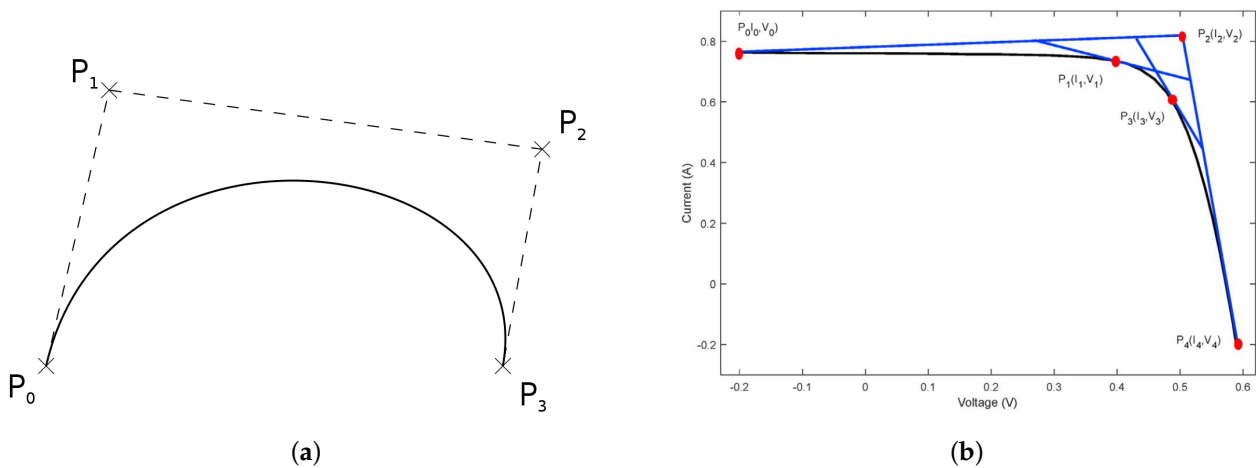 P0
P1
P2
P3
(a)
P0(I0,V0)
P2(I2,V2)
P1(I1,V1)
P3(I3,V3)
P4(I4,V4)
Current (A)
0.8
0.6
0.4
0.2
0
-0.2
-0.2
0
0.1
0.2
0.3
0.4
0.5
0.6
Voltage (V)
(b)